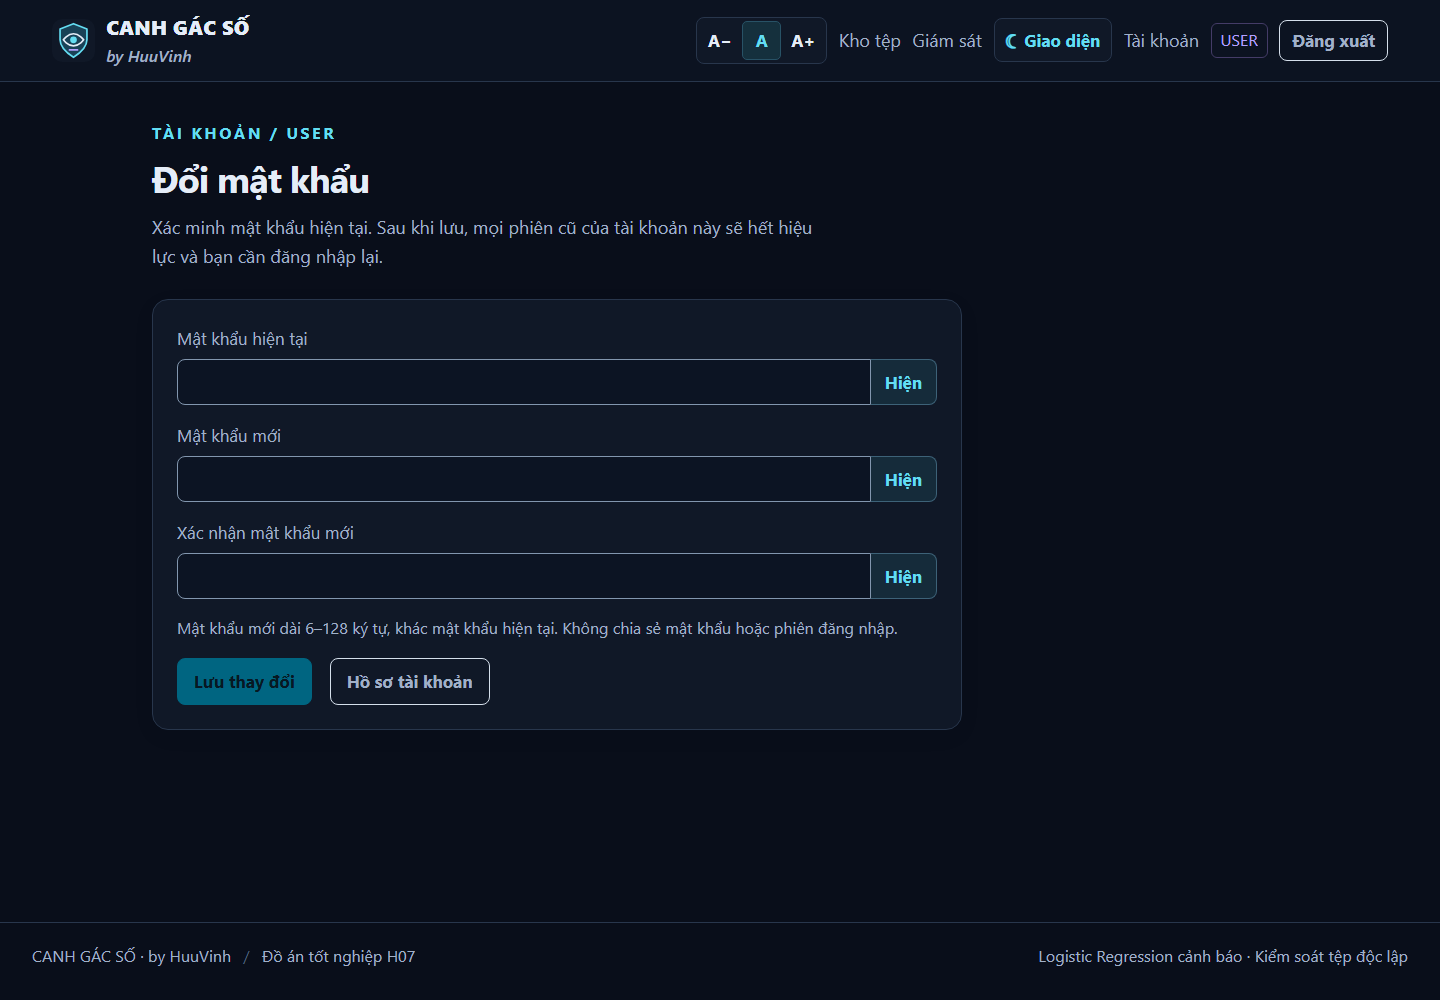 CANH GÁC SỐ
by HuuVinh
A− A A+ Kho tệp Giám sát Giao diện Tài khoản USER Đăng xuất
TÀI KHOẢN / USER
Đổi mật khẩu
Xác minh mật khẩu hiện tại. Sau khi lưu, mọi phiên cũ của tài khoản này sẽ hết hiệu
lực và bạn cần đăng nhập lại.
Mật khẩu hiện tại
Hiện
Mật khẩu mới
Hiện
Xác nhận mật khẩu mới
Hiện
Mật khẩu mới dài 6–128 ký tự, khác mật khẩu hiện tại. Không chia sẻ mật khẩu hoặc phiên đăng nhập.
Lưu thay đổi Hồ sơ tài khoản
CANH GÁC SỐ · by HuuVinh / Đồ án tốt nghiệp H07
Logistic Regression cảnh báo · Kiểm soát tệp độc lập